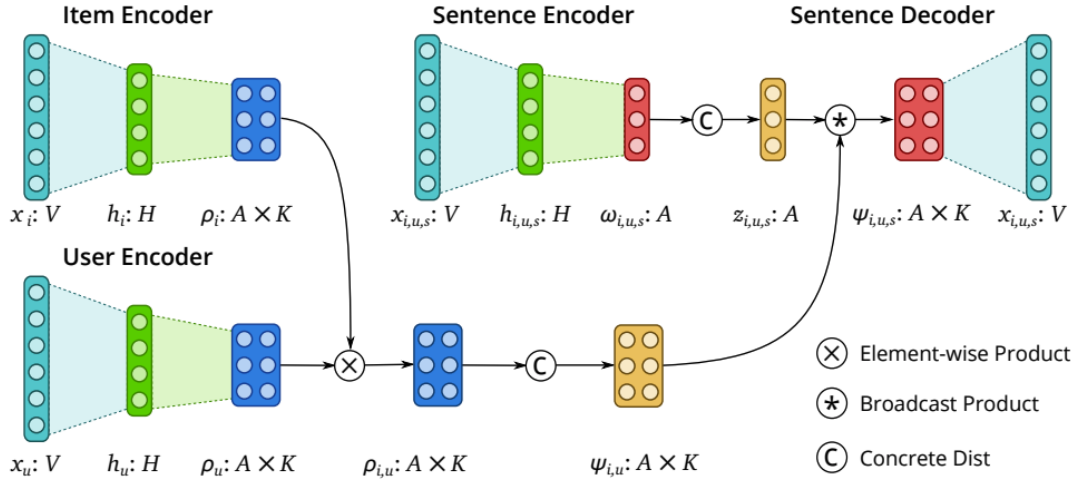 Item Encoder
Sentence Encoder
Sentence Decoder
C
*
x_i: V
h_i: H
ρ_i: A × K
x_{i,u,s}: V
h_{i,u,s}: H
ω_{i,u,s}: A
z_{i,u,s}: A
ψ_{i,u,s}: A × K
x_{i,u,s}: V
User Encoder
×
C
× Element-wise Product
* Broadcast Product
C Concrete Dist
x_u: V
h_u: H
ρ_u: A × K
ρ_{i,u}: A × K
ψ_{i,u}: A × K